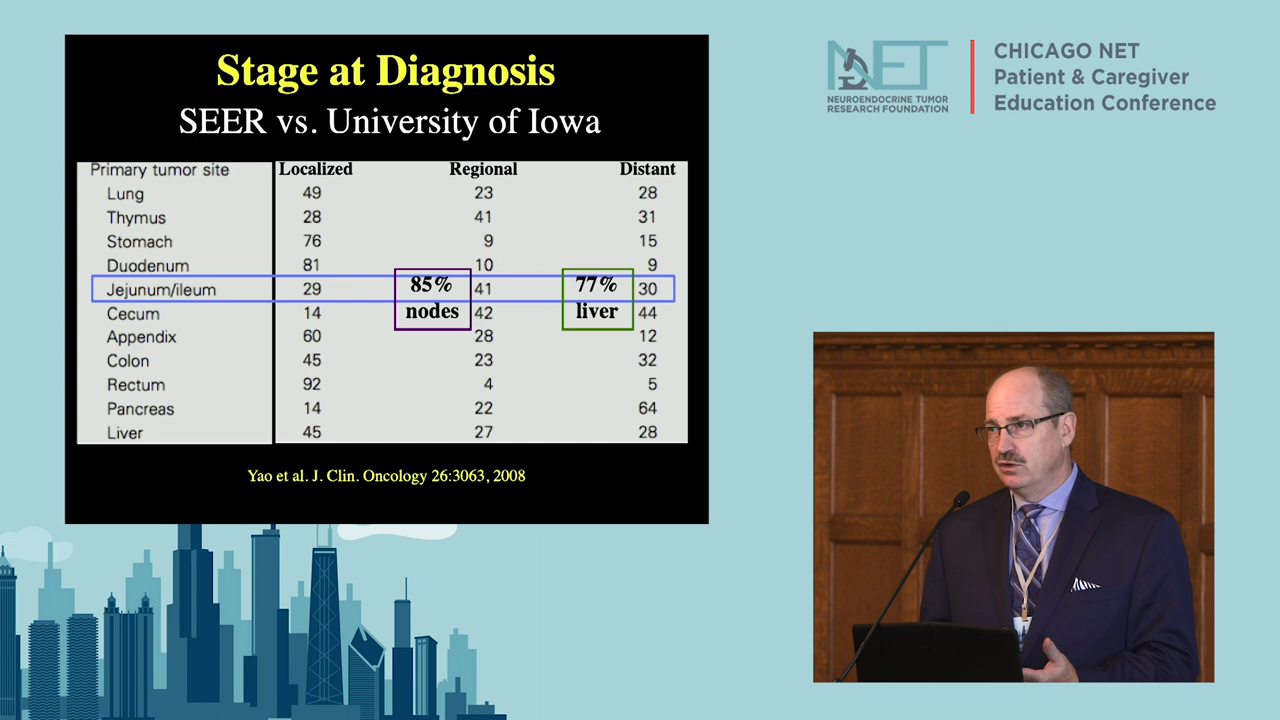 Stage at Diagnosis
SEER vs. University of Iowa
Primary tumor site Localized Regional Distant
Lung 49 23 28
Thymus 28 41 31
Stomach 76 9 15
Duodenum 81 10 9
Jejunum/ileum 29 85% nodes 41 77% liver 30
Cecum 14 42 44
Appendix 60 28 12
Colon 45 23 32
Rectum 92 4 5
Pancreas 14 22 64
Liver 45 27 28
Yao et al. J. Clin. Oncology 26:3063, 2008
NET
NEUROENDOCRINE TUMOR
RESEARCH FOUNDATION
CHICAGO NET
Patient & Caregiver
Education Conference